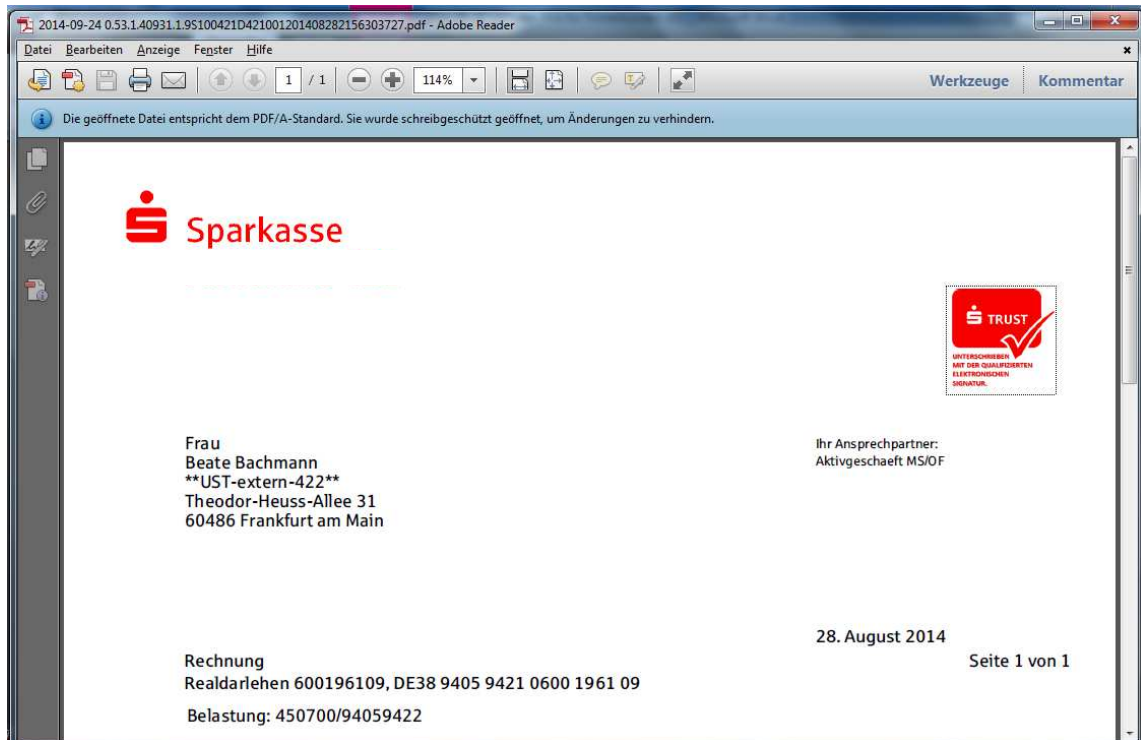 2014-09-24 0.53.1.40931.1.9S100421D421001201408282156303727.pdf - Adobe Reader
Datei Bearbeiten Anzeige Fenster Hilfe
1 / 1 114% Werkzeuge Kommentar
Die geöffnete Datei entspricht dem PDF/A-Standard. Sie wurde schreibgeschützt geöffnet, um Änderungen zu verhindern.
Sparkasse
TRUST
UNTERSCHRIEBEN
MIT DER QUALIFIZIERTEN
ELEKTRONISCHEN
SIGNATUR.
Frau
Beate Bachmann
**UST-extern-422**
Theodor-Heuss-Allee 31
60486 Frankfurt am Main
Ihr Ansprechpartner:
Aktivgeschaeft MS/OF
28. August 2014
Rechnung Seite 1 von 1
Realdarlehen 600196109, DE38 9405 9421 0600 1961 09
Belastung: 450700/94059422